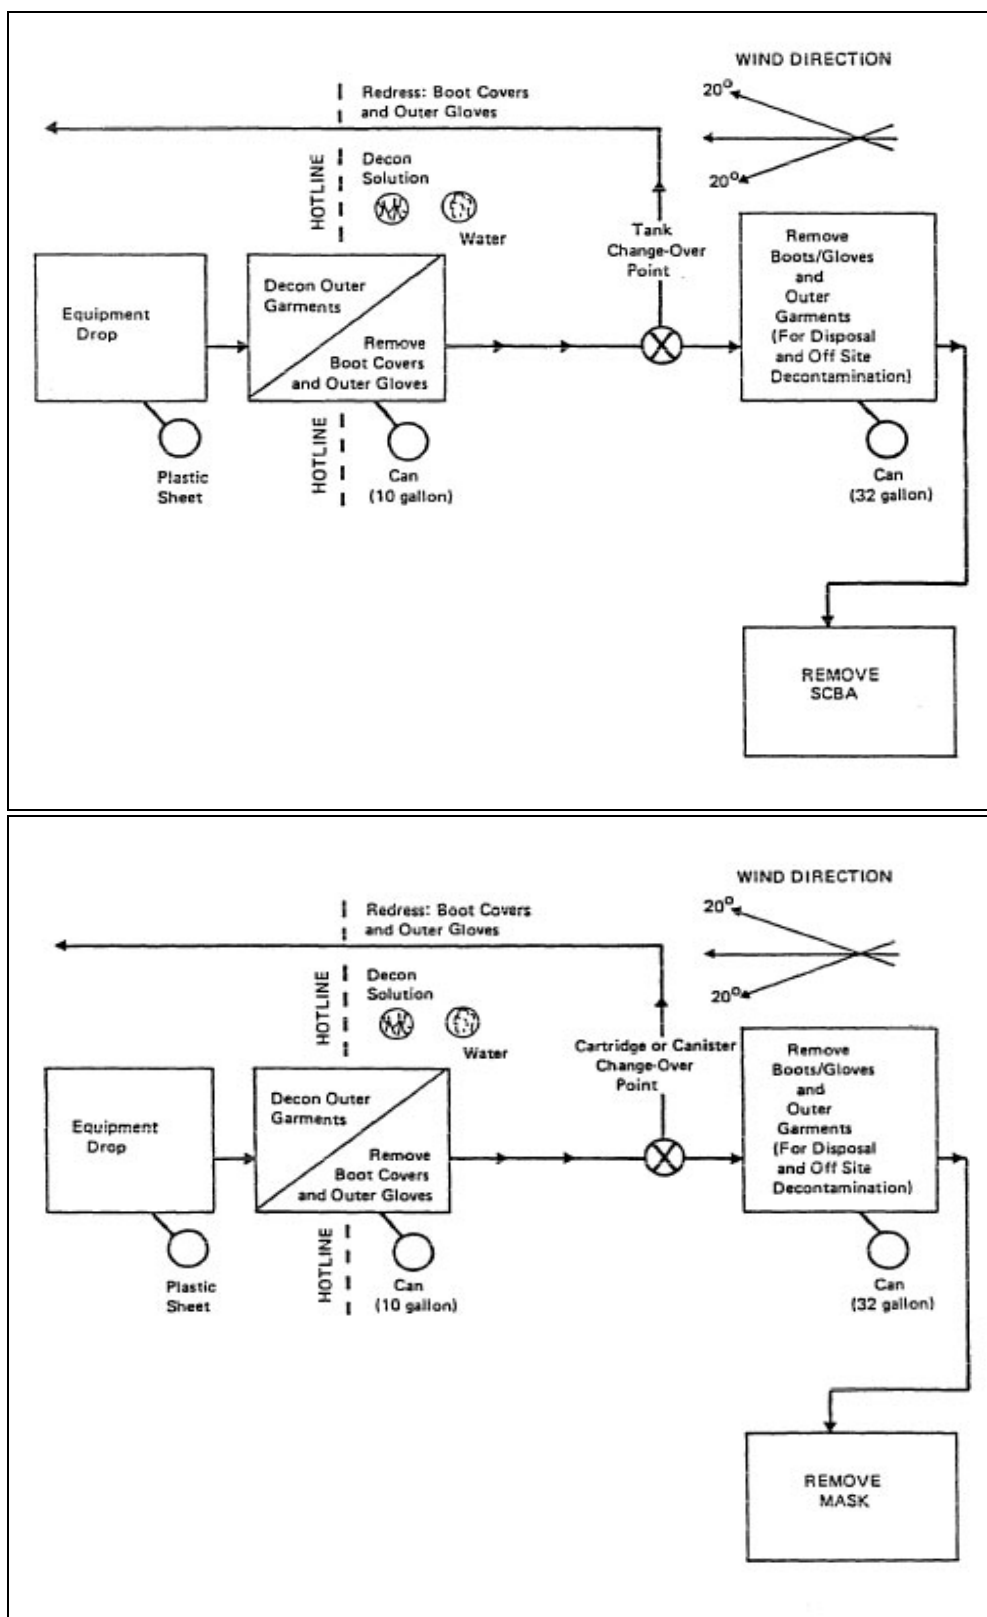 WIND DIRECTION
20°
20°
Redress: Boot Covers
and Outer Gloves
HOTLINE
Decon
Solution
Water
Tank
Change-Over
Point
Equipment
Drop
Decon Outer
Garments
Remove
Boot Covers
and Outer Gloves
Remove
Boots/Gloves
and
Outer
Garments
(For Disposal
and Off Site
Decontamination)
Plastic
Sheet
HOTLINE
Can
(10 gallon)
Can
(32 gallon)
REMOVE
SCBA
WIND DIRECTION
20°
20°
Redress: Boot Covers
and Outer Gloves
HOTLINE
Decon
Solution
Water
Cartridge or Canister
Change-Over
Point
Equipment
Drop
Decon Outer
Garments
Remove
Boot Covers
and Outer Gloves
Remove
Boots/Gloves
and
Outer
Garments
(For Disposal
and Off Site
Decontamination)
Plastic
Sheet
HOTLINE
Can
(10 gallon)
Can
(32 gallon)
REMOVE
MASK